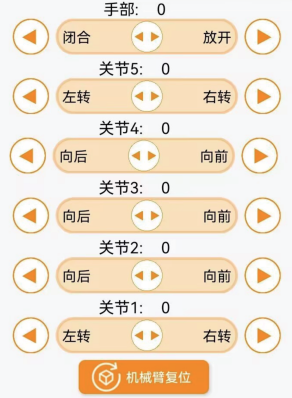 手部: 0
闭合 放开
关节5: 0
左转 右转
关节4: 0
向后 向前
关节3: 0
向后 向前
关节2: 0
向后 向前
关节1: 0
左转 右转
机械臂复位